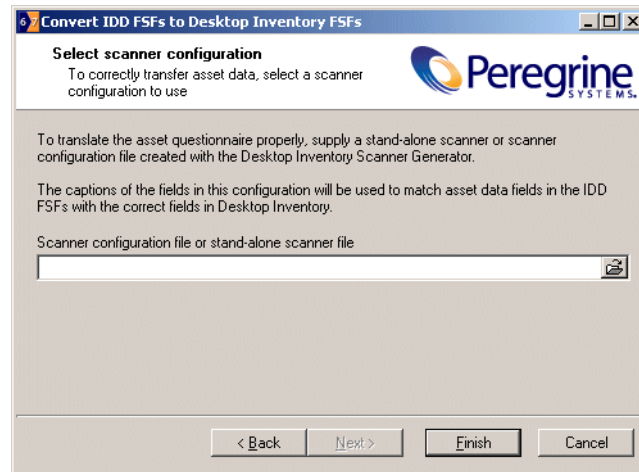 6 7 Convert IDD FSFs to Desktop Inventory FSFs
Select scanner configuration
To correctly transfer asset data, select a scanner
configuration to use
Peregrine
SYSTEMS.
To translate the asset questionnaire properly, supply a stand-alone scanner or scanner
configuration file created with the Desktop Inventory Scanner Generator.
The captions of the fields in this configuration will be used to match asset data fields in the IDD
FSFs with the correct fields in Desktop Inventory.
Scanner configuration file or stand-alone scanner file
< Back
Next >
Finish
Cancel